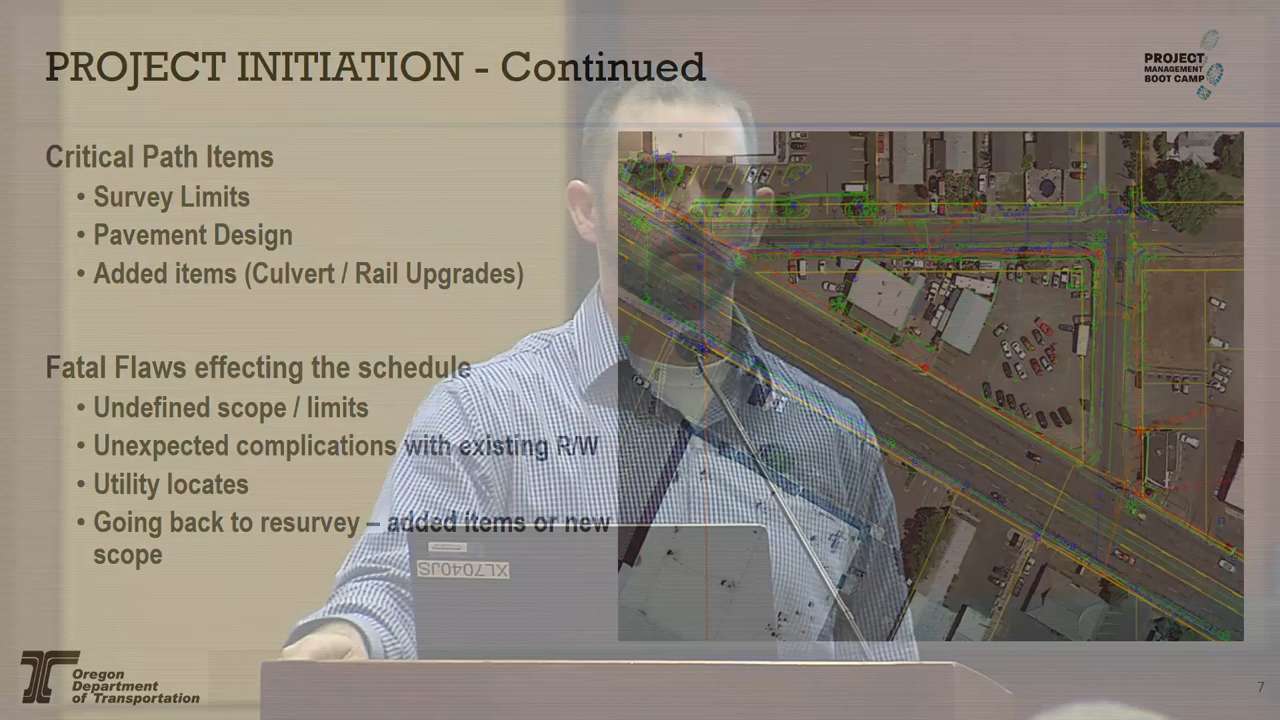 PROJECT INITIATION - Continued
PROJECT
MANAGEMENT
BOOT CAMP
Critical Path Items
• Survey Limits
• Pavement Design
• Added items (Culvert / Rail Upgrades)
Fatal Flaws effecting the schedule
• Undefined scope / limits
• Unexpected complications with existing R/W
• Utility locates
• Going back to resurvey – added items or new
scope
XL7040JS
Oregon
Department
of Transportation
7